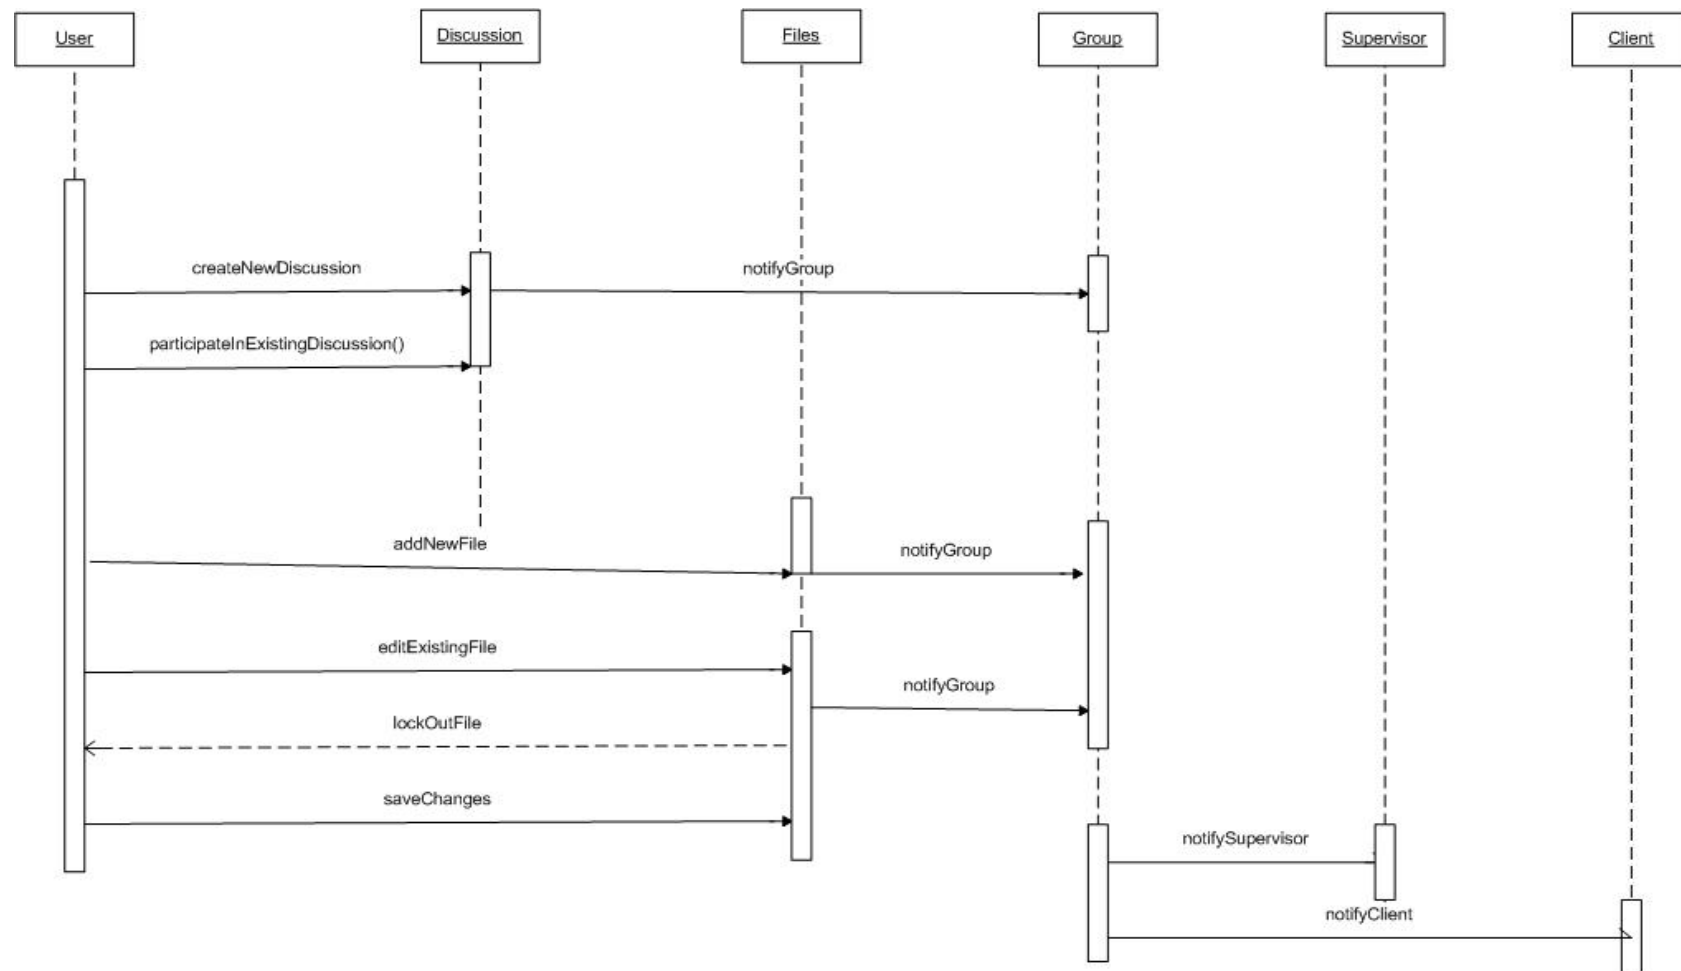 User
Discussion
Files
Group
Supervisor
Client
createNewDiscussion
notifyGroup
participateInExistingDiscussion()
addNewFile
notifyGroup
editExistingFile
notifyGroup
lockOutFile
saveChanges
notifySupervisor
notifyClient